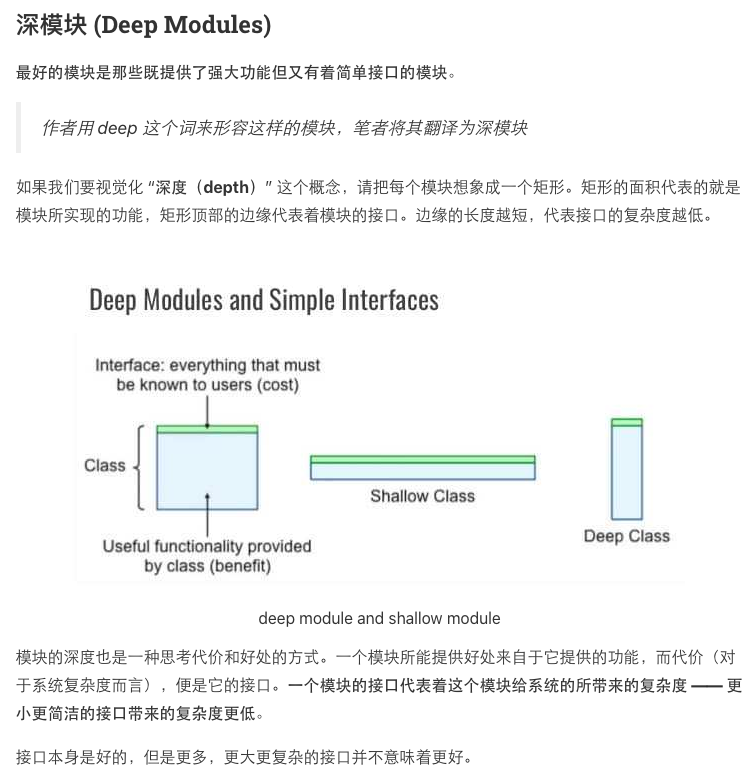 深模块 (Deep Modules)
最好的模块是那些既提供了强大功能但又有着简单接口的模块。
作者用 deep 这个词来形容这样的模块，笔者将其翻译为深模块
如果我们要视觉化 “深度（depth）” 这个概念，请把每个模块想象成一个矩形。矩形的面积代表的就是
模块所实现的功能，矩形顶部的边缘代表着模块的接口。边缘的长度越短，代表接口的复杂度越低。
Deep Modules and Simple Interfaces
Interface: everything that must
be known to users (cost)
Class
Shallow Class
Deep Class
Useful functionality provided
by class (benefit)
deep module and shallow module
模块的深度也是一种思考代价和好处的方式。一个模块所能提供好处来自于它提供的功能，而代价（对
于系统复杂度而言），便是它的接口。一个模块的接口代表着这个模块给系统的所带来的复杂度 —— 更
小更简洁的接口带来的复杂度更低。
接口本身是好的，但是更多，更大更复杂的接口并不意味着更好。